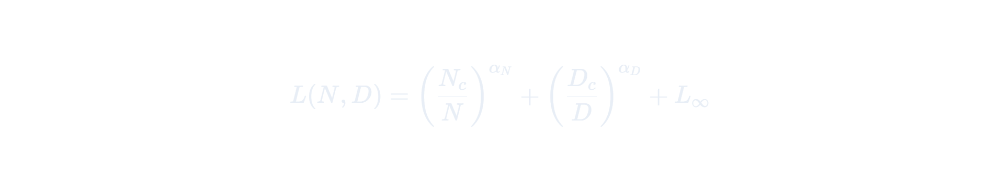 L(N, D) = (N_c / N)^{α_N} + (D_c / D)^{α_D} + L_∞